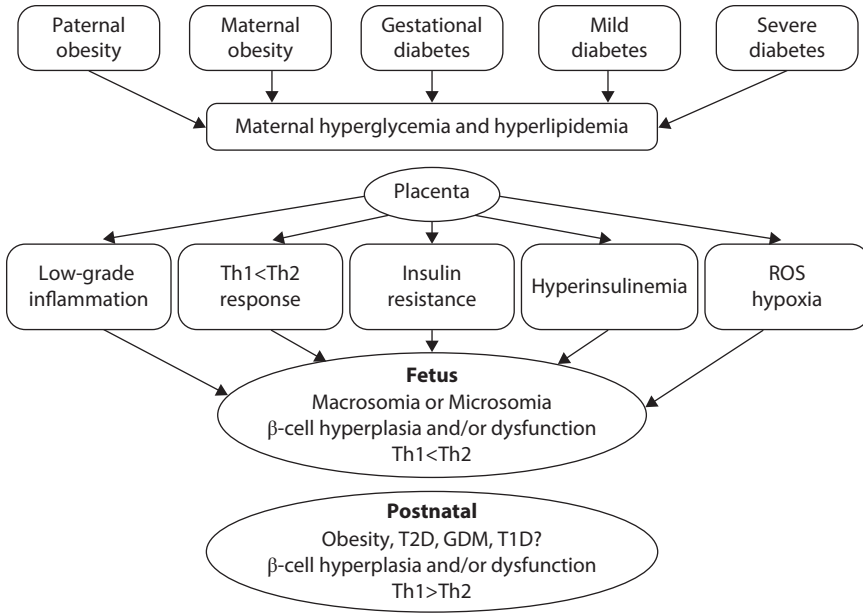 Paternal
obesity
Maternal
obesity
Gestational
diabetes
Mild
diabetes
Severe
diabetes
Maternal hyperglycemia and hyperlipidemia
Placenta
Low-grade
inflammation
Th1<Th2
response
Insulin
resistance
Hyperinsulinemia
ROS
hypoxia
Fetus
Macrosomia or Microsomia
β-cell hyperplasia and/or dysfunction
Th1<Th2
Postnatal
Obesity, T2D, GDM, T1D?
β-cell hyperplasia and/or dysfunction
Th1>Th2